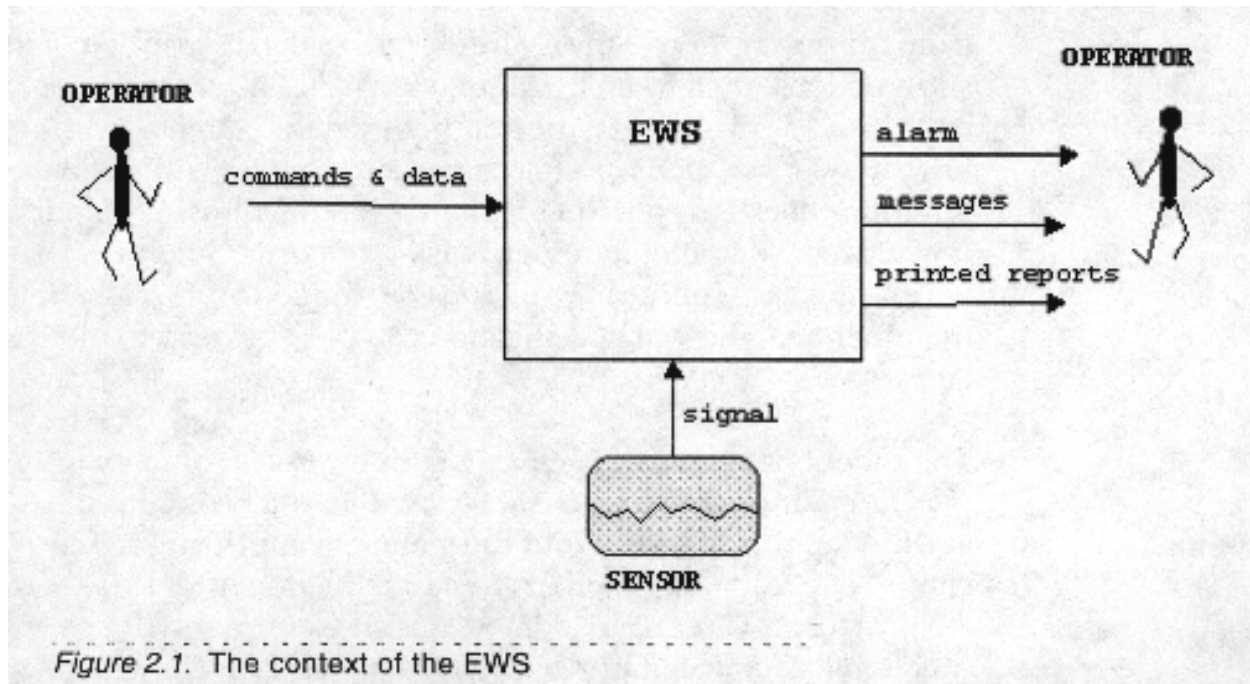 OPERATOR
OPERATOR
EWS
alarm
commands & data
messages
printed reports
signal
SENSOR
Figure 2.1. The context of the EWS